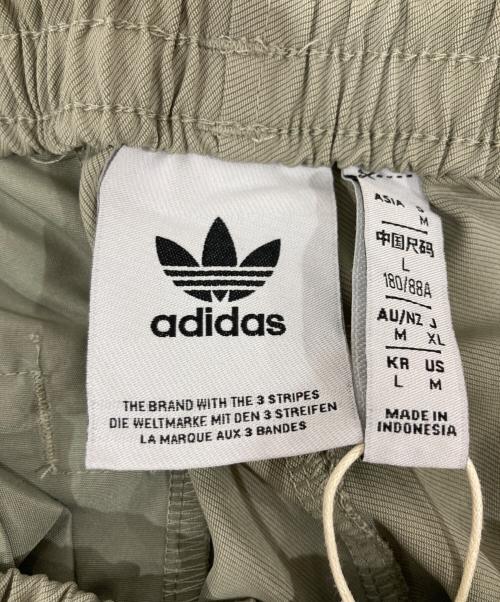 adidas
THE BRAND WITH THE 3 STRIPES
DIE WELTMARKE MIT DEN 3 STREIFEN
LA MARQUE AUX 3 BANDES
ASIA
M
中国尺码
L
180/88A
AU/NZ J
M XL
KR US
L M
MADE IN
INDONESIA